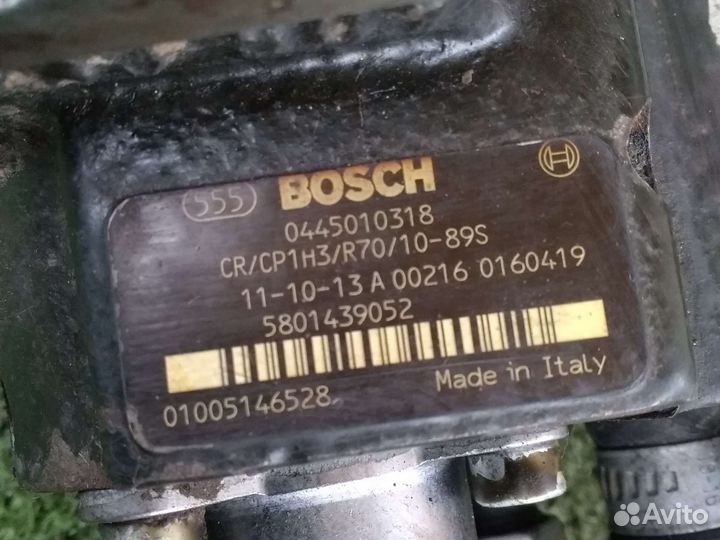 555 BOSCH
0445010318
CR/CP1H3/R70/10-89S
11-10-13 A 00216 0160419
5801439052
01005146528
Made in Italy
Avito